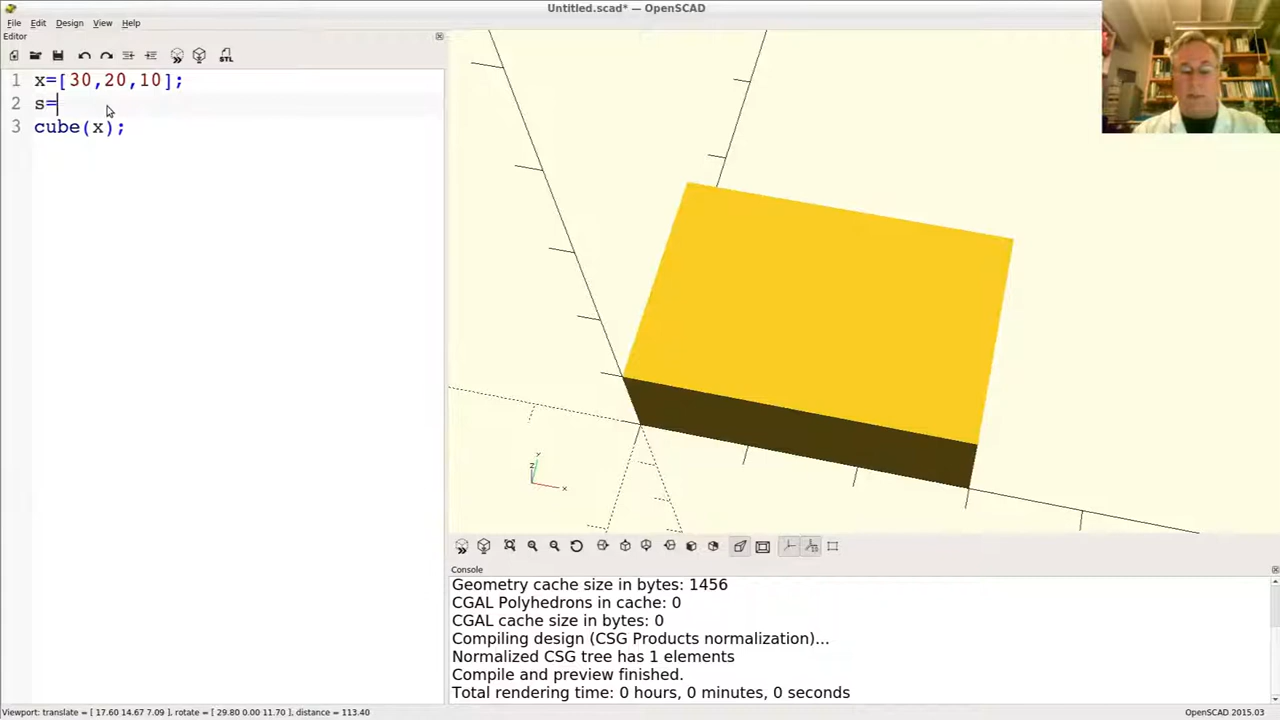 Untitled.scad* — OpenSCAD
File Edit Design View Help
Editor
STL
1 x=[30,20,10];
2 s=
3 cube(x);
z
y
x
Console
Geometry cache size in bytes: 1456
CGAL Polyhedrons in cache: 0
CGAL cache size in bytes: 0
Compiling design (CSG Products normalization)...
Normalized CSG tree has 1 elements
Compile and preview finished.
Total rendering time: 0 hours, 0 minutes, 0 seconds
Viewport: translate = [ 17.60 14.67 7.09 ], rotate = [ 29.80 0.00 11.70 ], distance = 113.40
OpenSCAD 2015.03